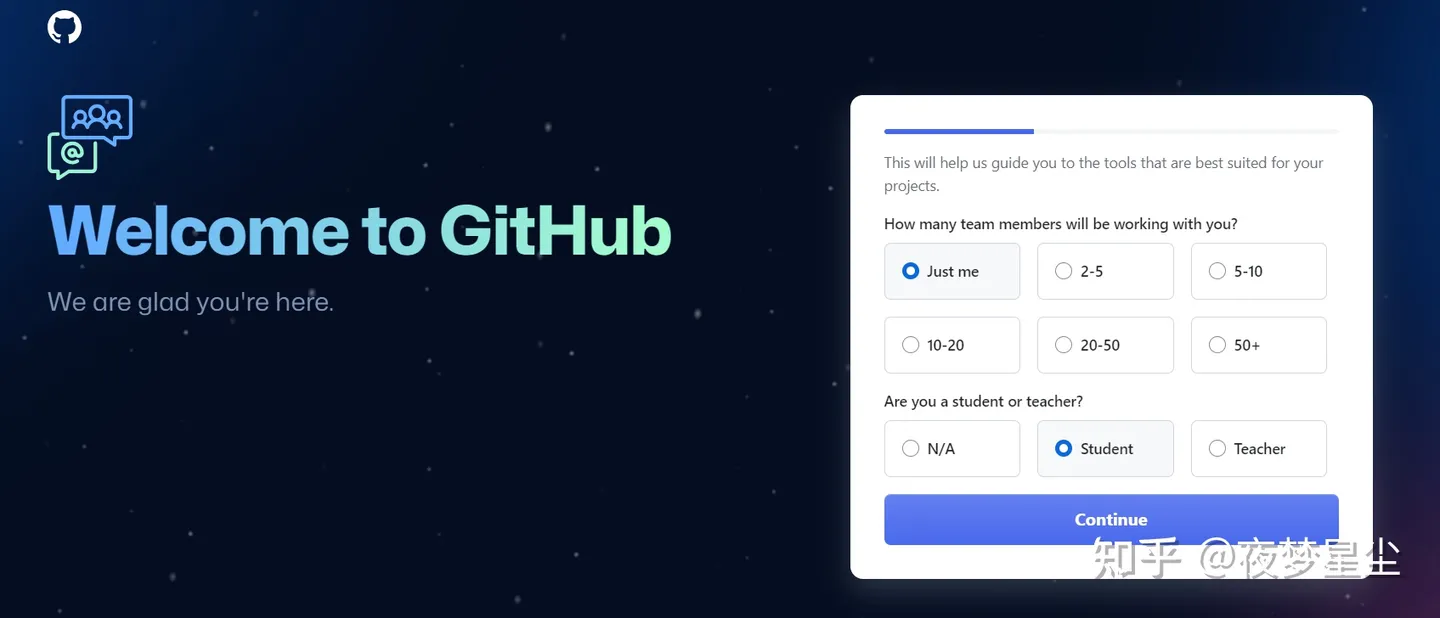 @
Welcome to GitHub
We are glad you're here.
This will help us guide you to the tools that are best suited for your
projects.
How many team members will be working with you?
Just me
2-5
5-10
10-20
20-50
50+
Are you a student or teacher?
N/A
Student
Teacher
Continue
知乎 @夜梦星尘